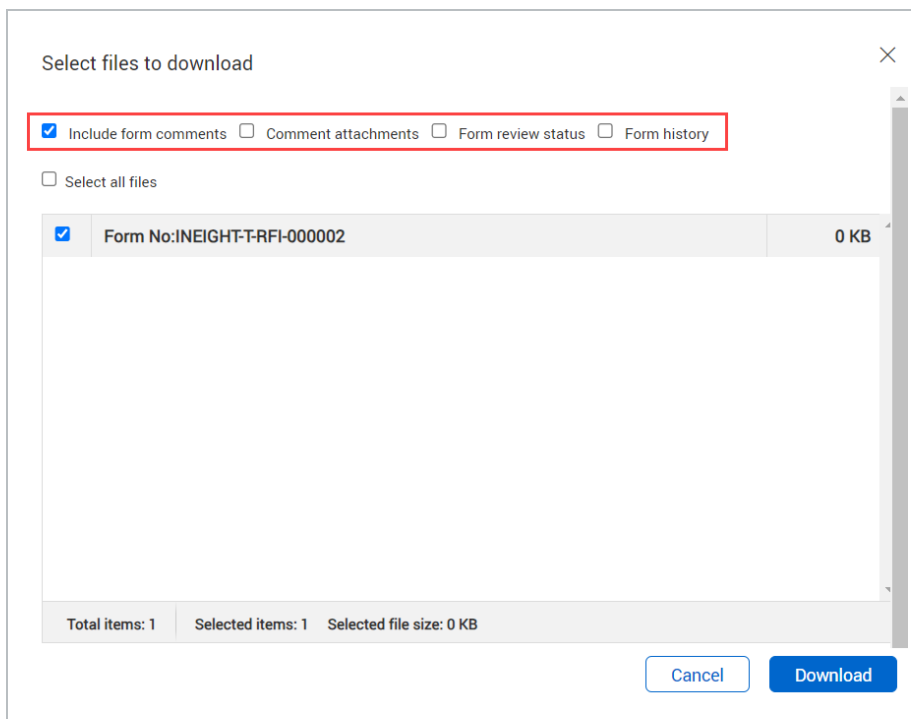 Select files to download
Include form comments Comment attachments Form review status Form history
Select all files
Form No:INEIGHT-T-RFI-000002 0 KB
Total items: 1 Selected items: 1 Selected file size: 0 KB
Cancel Download